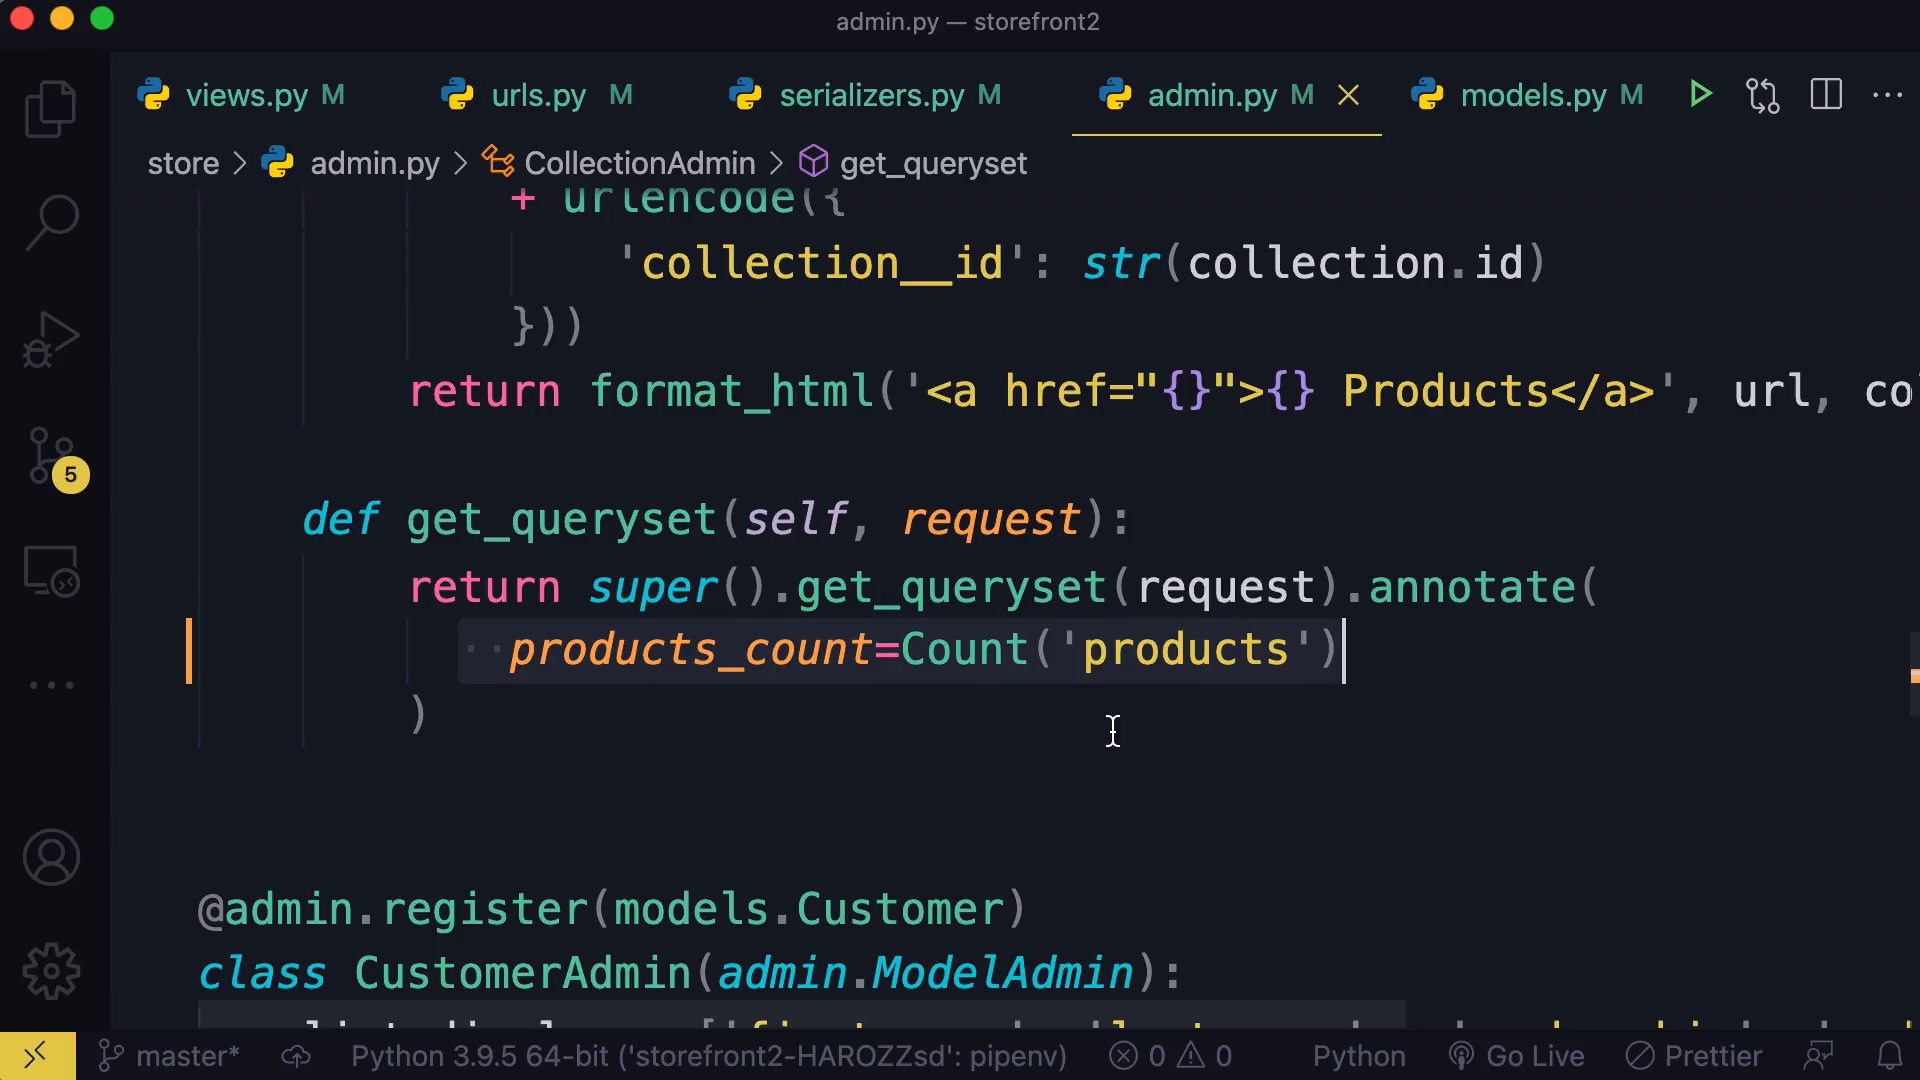 admin.py — storefront2
views.py M urls.py M serializers.py M admin.py M models.py M
store > admin.py > CollectionAdmin > get_queryset
+ urlencode({
'collection__id': str(collection.id)
}))
return format_html('<a href="{}">{} Products</a>', url, co
def get_queryset(self, request):
return super().get_queryset(request).annotate(
products_count=Count('products')
)
@admin.register(models.Customer)
class CustomerAdmin(admin.ModelAdmin):
5
master* Python 3.9.5 64-bit ('storefront2-HAROZZsd': pipenv) 0 0 Python Go Live Prettier